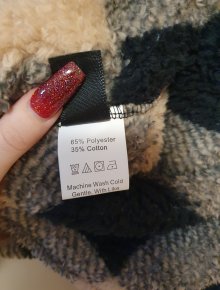 65% Polyester
35% Cotton
Machine Wash Cold
Gentle, With Like